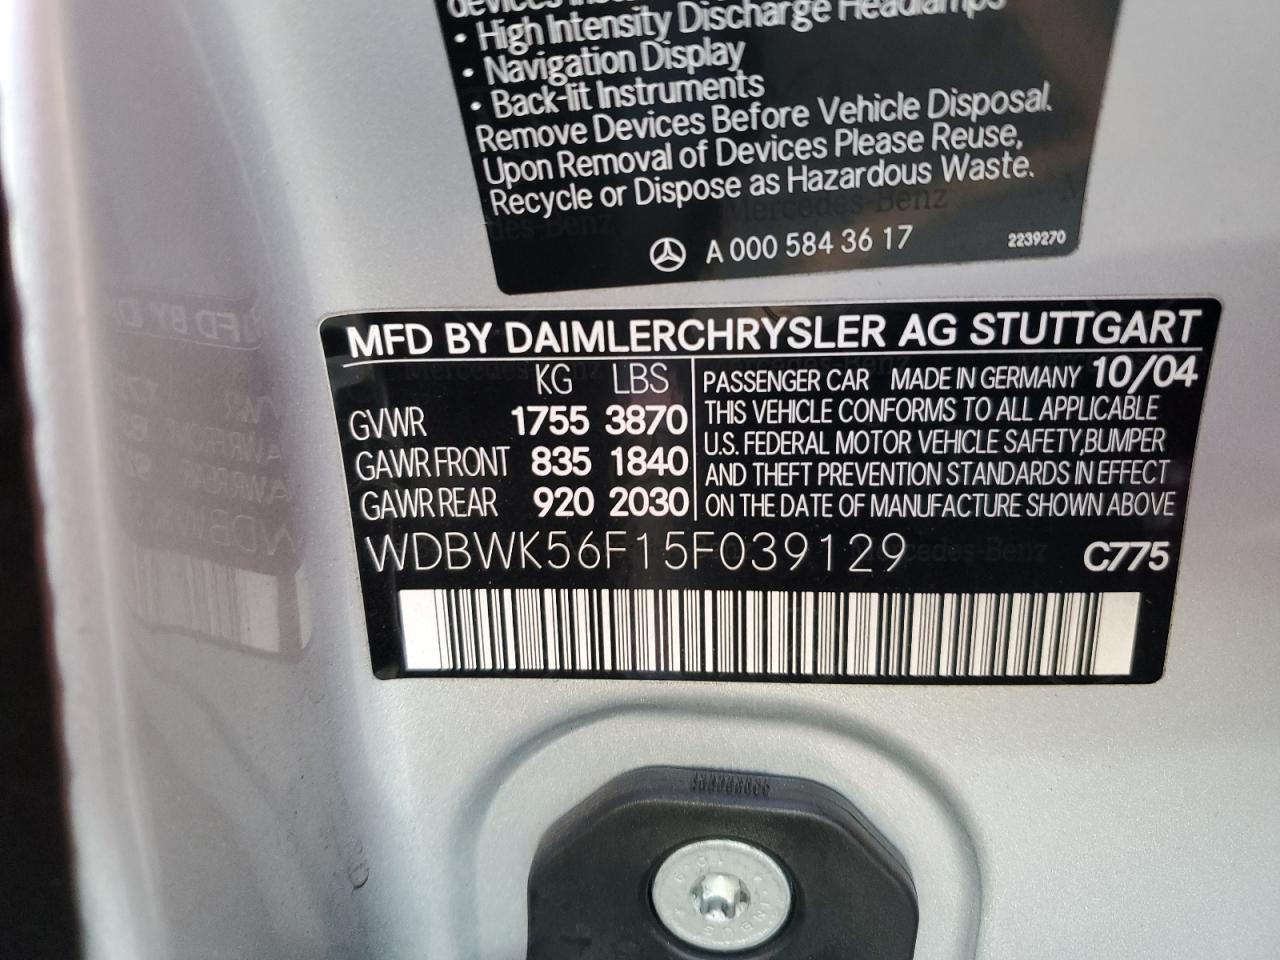 • High Intensity Discharge Headlamps
• Navigation Display
• Back-lit Instruments
Remove Devices Before Vehicle Disposal.
Upon Removal of Devices Please Reuse,
Recycle or Dispose as Hazardous Waste.
A 000 584 36 17 2239270
MFD BY DAIMLERCHRYSLER AG STUTTGART
KG LBS
GVWR 1755 3870
GAWR FRONT 835 1840
GAWR REAR 920 2030
PASSENGER CAR MADE IN GERMANY 10/04
THIS VEHICLE CONFORMS TO ALL APPLICABLE
U.S. FEDERAL MOTOR VEHICLE SAFETY,BUMPER
AND THEFT PREVENTION STANDARDS IN EFFECT
ON THE DATE OF MANUFACTURE SHOWN ABOVE
WDBWK56F15F039129 C775